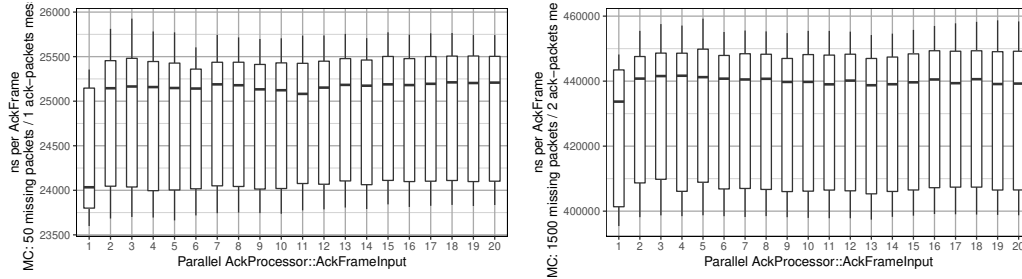 MC: 50 missing packets / 1 ack−packets mes
ns per AckFrame
26000
25500
25000
24500
24000
23500
1 2 3 4 5 6 7 8 9 10 11 12 13 14 15 16 17 18 19 20
Parallel AckProcessor::AckFrameInput
MC: 1500 missing packets / 2 ack−packets me
ns per AckFrame
460000
440000
420000
400000
1 2 3 4 5 6 7 8 9 10 11 12 13 14 15 16 17 18 19 20
Parallel AckProcessor::AckFrameInput